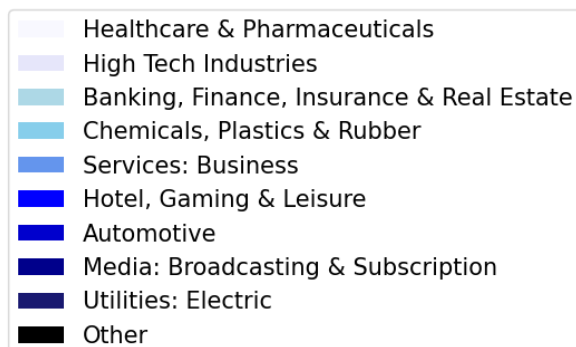 Healthcare & Pharmaceuticals
High Tech Industries
Banking, Finance, Insurance & Real Estate
Chemicals, Plastics & Rubber
Services: Business
Hotel, Gaming & Leisure
Automotive
Media: Broadcasting & Subscription
Utilities: Electric
Other